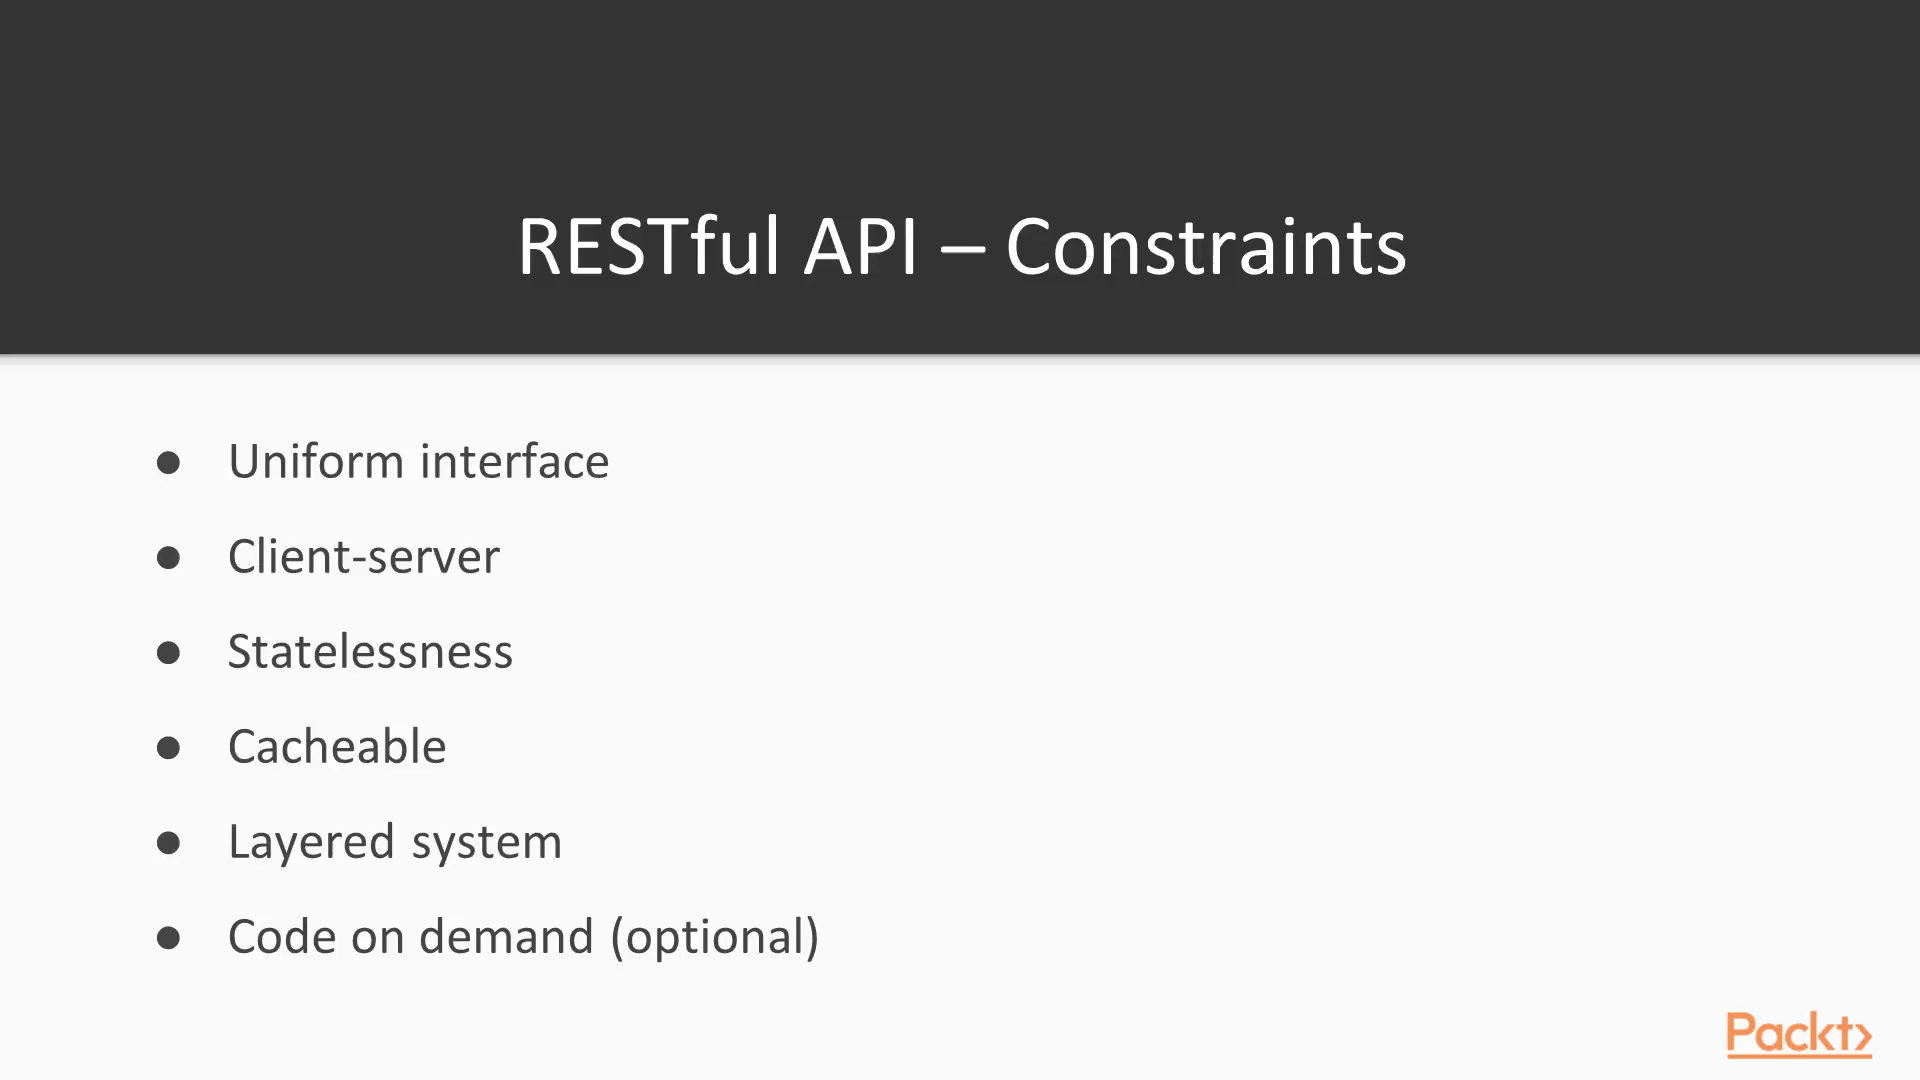 RESTful API – Constraints
● Uniform interface
● Client-server
● Statelessness
● Cacheable
● Layered system
● Code on demand (optional)
Packt>